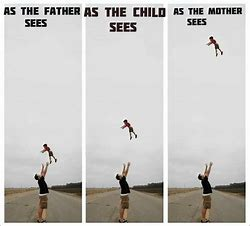 AS THE FATHER
SEES
AS THE CHILD
SEES
AS THE MOTHER
SEES